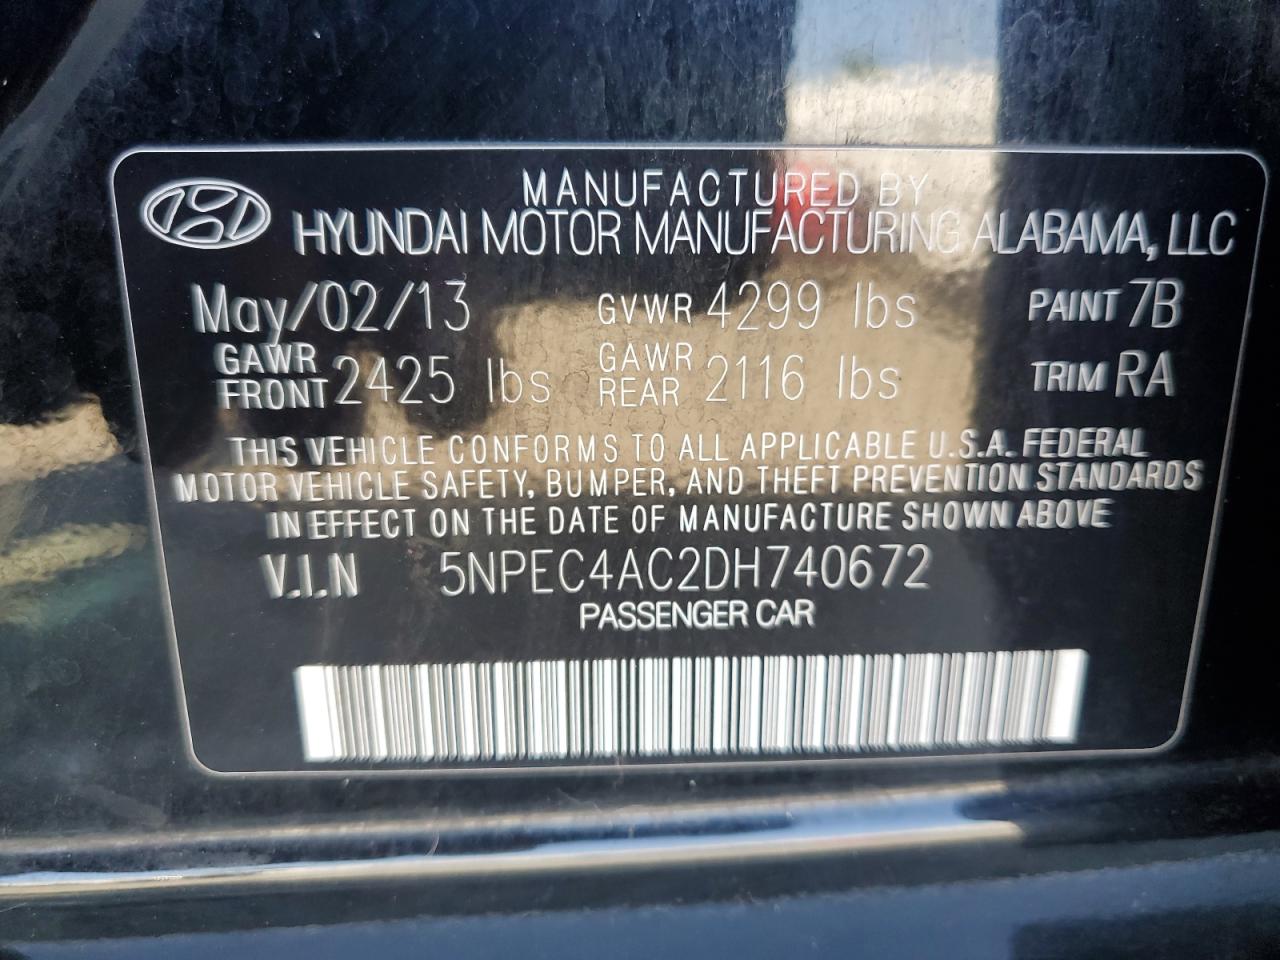 MANUFACTURED BY
HYUNDAI MOTOR MANUFACTURING ALABAMA, LLC
May/02/13 GVWR 4299 lbs PAINT 7B
GAWR FRONT 2425 lbs GAWR REAR 2116 lbs TRIM RA
THIS VEHICLE CONFORMS TO ALL APPLICABLE U.S.A. FEDERAL
MOTOR VEHICLE SAFETY, BUMPER, AND THEFT PREVENTION STANDARDS
IN EFFECT ON THE DATE OF MANUFACTURE SHOWN ABOVE
V.I.N 5NPEC4AC2DH740672
PASSENGER CAR